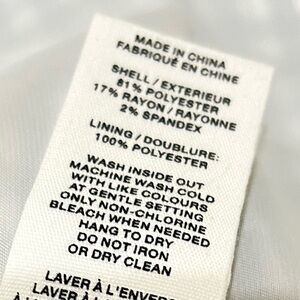 MADE IN CHINA
FABRIQUÉ EN CHINE
SHELL / EXTERIEUR
81% POLYESTER
17% RAYON / RAYONNE
2% SPANDEX
LINING / DOUBLURE:
100% POLYESTER
WASH INSIDE OUT
MACHINE WASH COLD
WITH LIKE COLOURS
AT GENTLE SETTING
ONLY NON-CHLORINE
BLEACH WHEN NEEDED
HANG TO DRY
DO NOT IRON
OR DRY CLEAN
LAVER À L'ENVERS
LAVER À